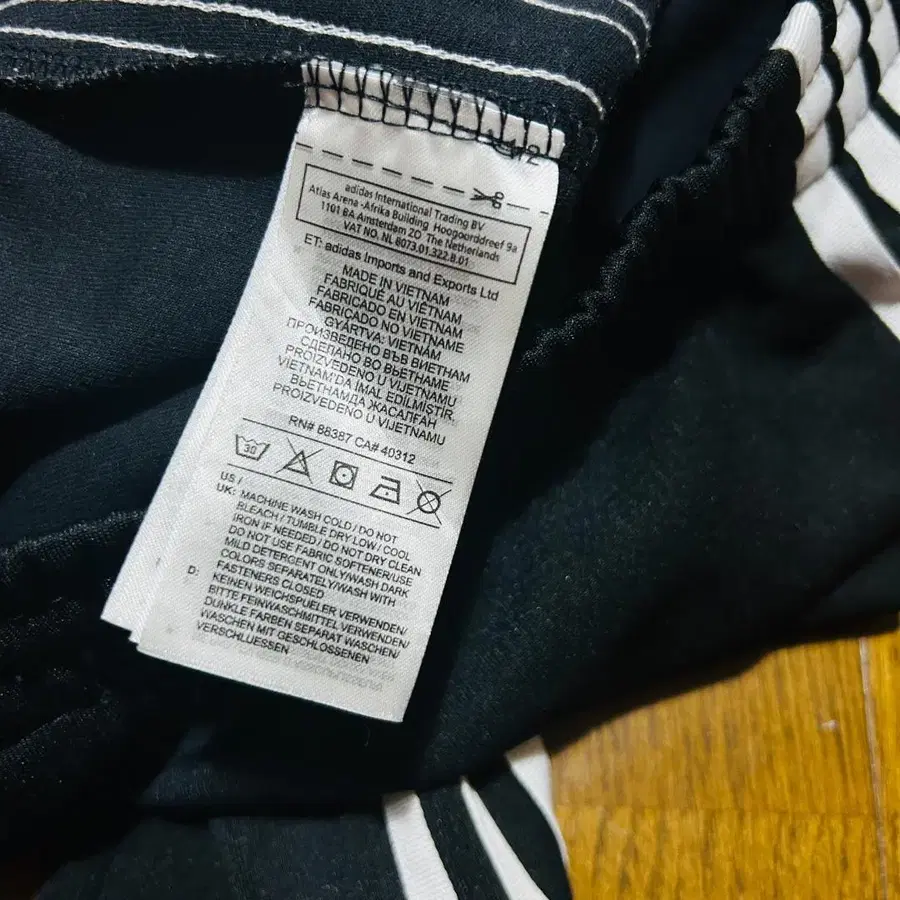 adidas International Trading BV
Atlas Arena -Afrika Building Hoogoorddreef 9a
1101 BA Amsterdam ZO The Netherlands
VAT NO. NL 8073.01.322.B.01
ET: adidas Imports and Exports Ltd
MADE IN VIETNAM
FABRIQUÉ AU VIETNAM
FABRICADO EN VIETNAM
FABRICADO NO VIETNAME
GYÁRTVA: VIETNÁM
ПРОИЗВЕДЕНО ВЪВ ВИЕТНАМ
СДЕЛАНО ВО ВЬЕТНАМЕ
PROIZVEDENO U VIJETNAMU
VIETNAM'DA IMAL EDİLMİŞTİR.
ВЬЕТНАМДА ЖАСАЛҒАН
PROIZVEDENO U VIJETNAMU
RN# 88387 CA# 40312
30
US /
UK: MACHINE WASH COLD / DO NOT
BLEACH / TUMBLE DRY LOW / COOL
IRON IF NEEDED / DO NOT DRY CLEAN
DO NOT USE FABRIC SOFTENER/USE
MILD DETERGENT ONLY/WASH DARK
COLORS SEPARATELY/WASH WITH
FASTENERS CLOSED
D: KEINEN WEICHSPUELER VERWENDEN/
BITTE FEINWASCHMITTEL VERWENDEN/
DUNKLE FARBEN SEPARAT WASCHEN/
WASCHEN MIT GESCHLOSSENEN
VERSCHLUESSEN